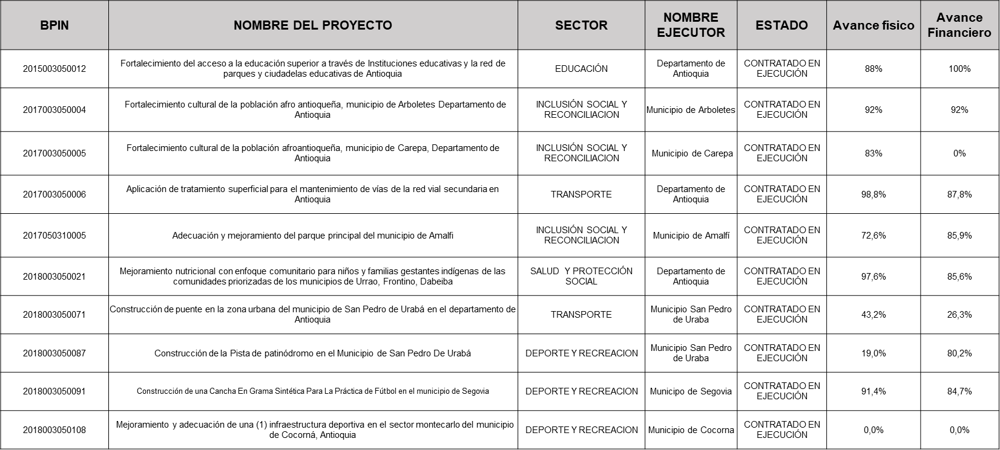 BPIN
NOMBRE DEL PROYECTO
SECTOR
NOMBRE
EJECUTOR
ESTADO
Avance fisico
Avance
Financiero
2015003050012
Fortalecimiento del acceso a la educación superior a través de Instituciones educativas y la red de
parques y ciudadelas educativas de Antioquia
EDUCACIÓN
Departamento de
Antioquia
CONTRATADO EN
EJECUCIÓN
88%
100%
2017003050004
Fortalecimiento cultural de la población afro antioqueña, municipio de Arboletes Departamento de
Antioquia
INCLUSIÓN SOCIAL Y
RECONCILIACION
Municipio de Arboletes
CONTRATADO EN
EJECUCIÓN
92%
92%
2017003050005
Fortalecimiento cultural de la población afroantioqueña, municipio de Carepa, Departamento de
Antioquia
INCLUSIÓN SOCIAL Y
RECONCILIACION
Municipio de Carepa
CONTRATADO EN
EJECUCIÓN
83%
0%
2017003050006
Aplicación de tratamiento superficial para el mantenimiento de vías de la red vial secundaria en
Antioquia
TRANSPORTE
Departamento de
Antioquia
CONTRATADO EN
EJECUCIÓN
98,8%
87,8%
2017050310005
Adecuación y mejoramiento del parque principal del municipio de Amalfi
INCLUSIÓN SOCIAL Y
RECONCILIACION
Municipio de Amalfí
CONTRATADO EN
EJECUCIÓN
72,6%
85,9%
2018003050021
Mejoramiento nutricional con enfoque comunitario para niños y familias gestantes indígenas de las
comunidades priorizadas de los municipios de Urrao, Frontino, Dabeiba
SALUD Y PROTECCIÓN
SOCIAL
Departamento de
Antioquia
CONTRATADO EN
EJECUCIÓN
97,6%
85,6%
2018003050071
Construcción de puente en la zona urbana del municipio de San Pedro de Urabá en el departamento de
Antioquia
TRANSPORTE
Municipio San Pedro
de Uraba
CONTRATADO EN
EJECUCIÓN
43,2%
26,3%
2018003050087
Construcción de la Pista de patinódromo en el Municipio de San Pedro De Urabá
DEPORTE Y RECREACION
Municipio San Pedro
de Uraba
CONTRATADO EN
EJECUCIÓN
19,0%
80,2%
2018003050091
Construcción de una Cancha En Grama Sintética Para La Práctica de Fútbol en el municipio de Segovia
DEPORTE Y RECREACION
Municipo de Segovia
CONTRATADO EN
EJECUCIÓN
91,4%
84,7%
2018003050108
Mejoramiento y adecuación de una (1) infraestructura deportiva en el sector montecarlo del municipio
de Cocorná, Antioquia
DEPORTE Y RECREACION
Municipio de Cocorna
CONTRATADO EN
EJECUCIÓN
0,0%
0,0%